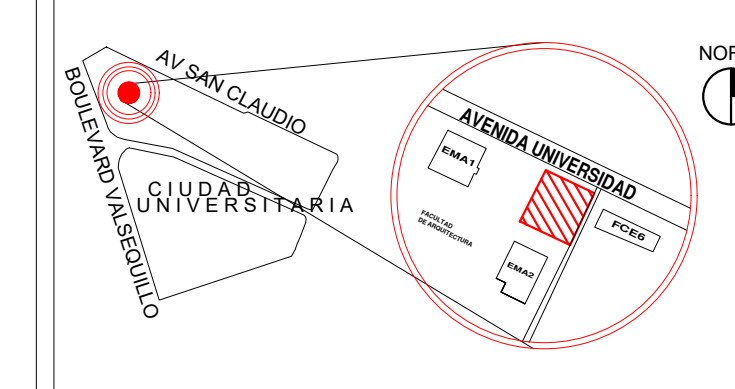 AV SAN CLAUDIO
BOULEVARD VALSEQUILLO
CIUDAD
UNIVERSITARIA
NOR
AVENIDA UNIVERSIDAD
EMA1
FACULTAD
DE ARQUITECTURA
EMA2
FCE6